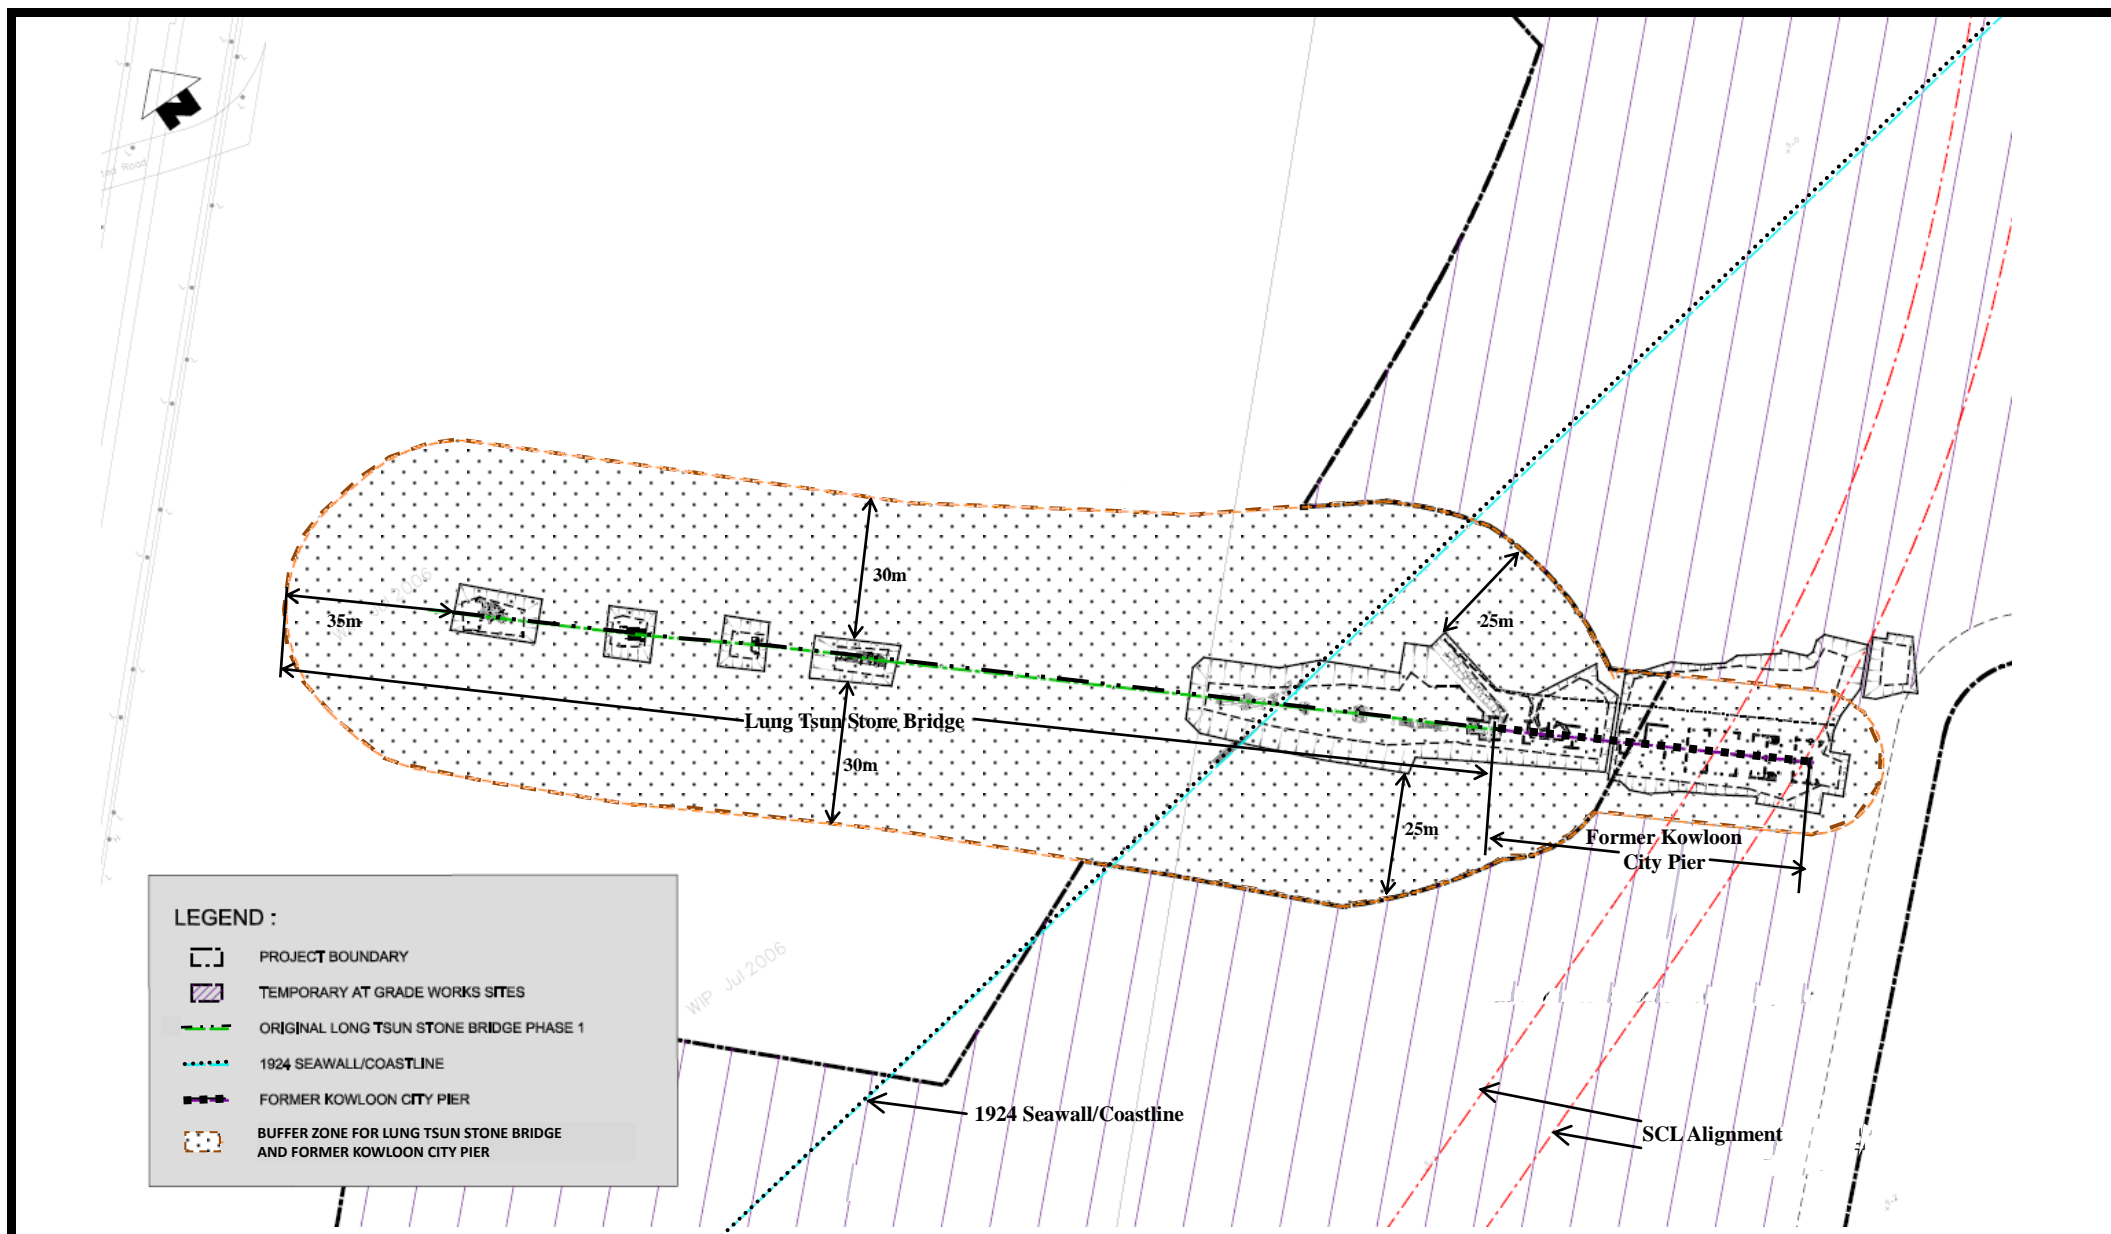 N
30m
35m
25m
Lung Tsun Stone Bridge
30m
25m
Former Kowloon
City Pier
WIP Jul 2006
1924 Seawall/Coastline
SCL Alignment
LEGEND :
PROJECT BOUNDARY
TEMPORARY AT GRADE WORKS SITES
ORIGINAL LONG TSUN STONE BRIDGE PHASE 1
1924 SEAWALL/COASTLINE
FORMER KOWLOON CITY PIER
BUFFER ZONE FOR LUNG TSUN STONE BRIDGE
AND FORMER KOWLOON CITY PIER